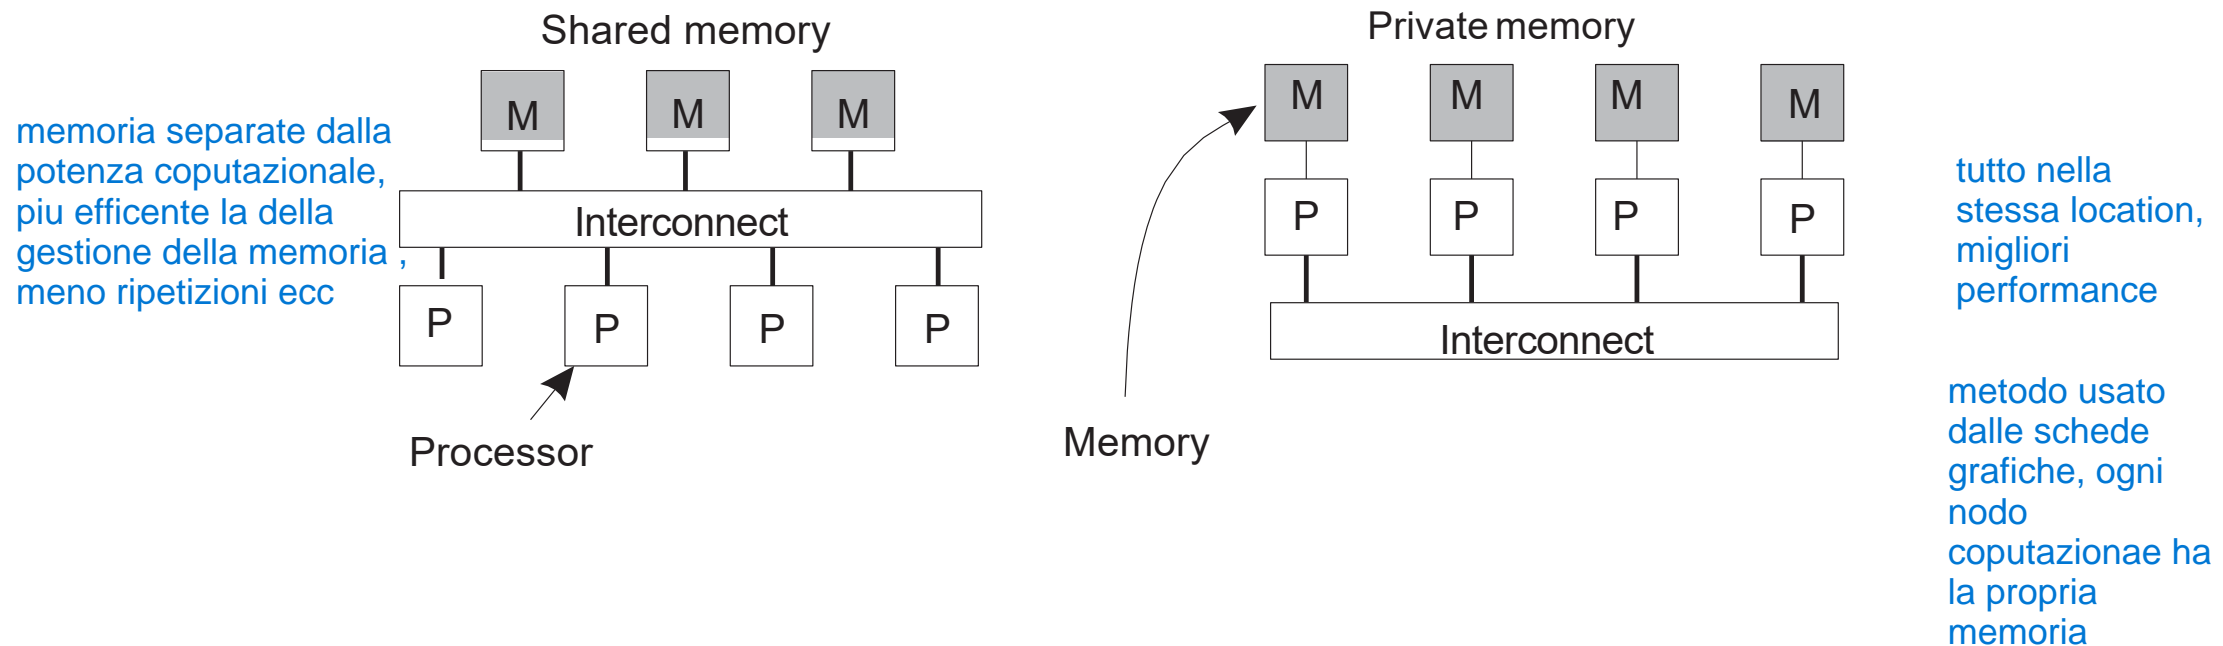 Shared memory
M M M
memoria separate dalla
potenza coputazionale,
piu efficente la della
gestione della memoria ,
meno ripetizioni ecc
Interconnect
P P P P
Processor
Private memory
M M M M
P P P P
Interconnect
Memory
tutto nella
stessa location,
migliori
performance
metodo usato
dalle schede
grafiche, ogni
nodo
coputazionae ha
la propria
memoria